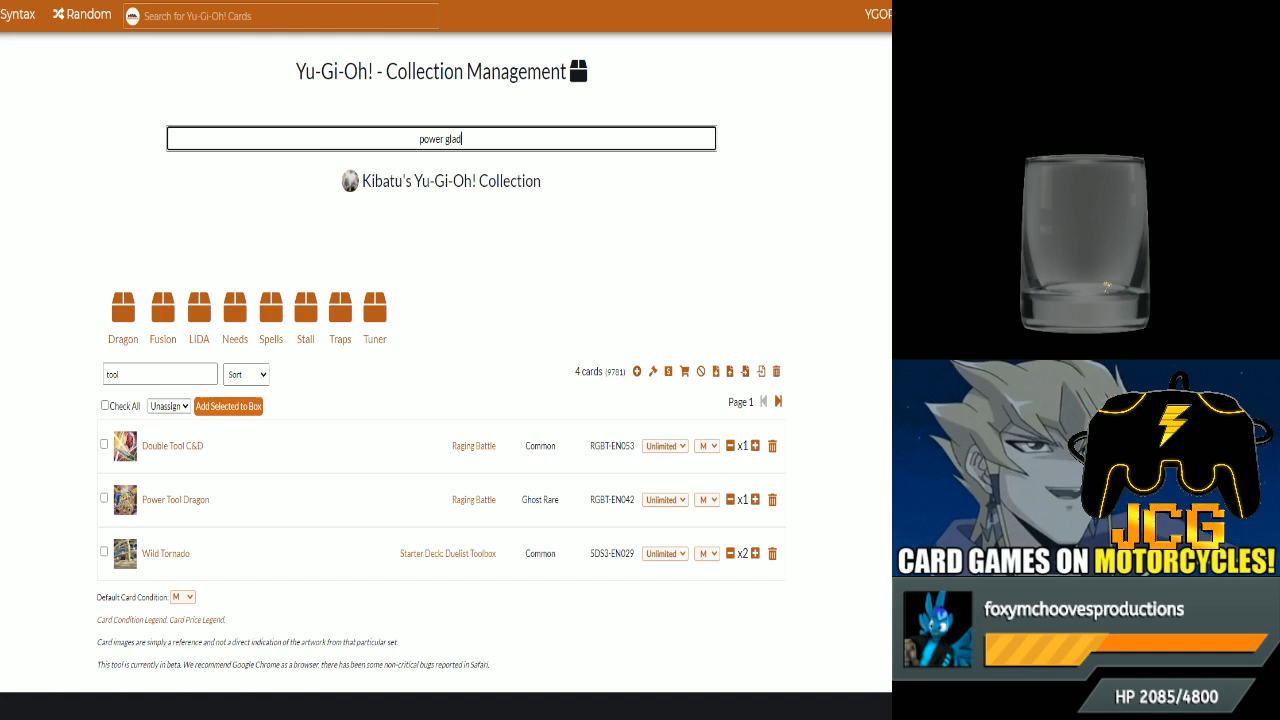 Syntax Random Search for Yu-Gi-Oh! Cards YGOP
Yu-Gi-Oh! - Collection Management
power glad
Kibatu's Yu-Gi-Oh! Collection
Dragon Fusion LIDA Needs Spells Stall Traps Tuner
tool Sort 4 cards (9781)
Check All Unassign Add Selected to Box Page 1
Double Tool C&D Raging Battle Common RGBT-EN053 Unlimited M x1
Power Tool Dragon Raging Battle Ghost Rare RGBT-EN042 Unlimited M x1
Wild Tornado Starter Deck: Duelist Toolbox Common 5DS3-EN029 Unlimited M x2
Default Card Condition: M
Card Condition Legend. Card Price Legend.
Card images are simply a reference and not a direct indication of the artwork from that particular set.
This tool is currently in beta. We recommend Google Chrome as a browser, there has been some non-critical bugs reported in Safari.
JCG
CARD GAMES ON MOTORCYCLES!
foxymchoovesproductions
HP 2085/4800